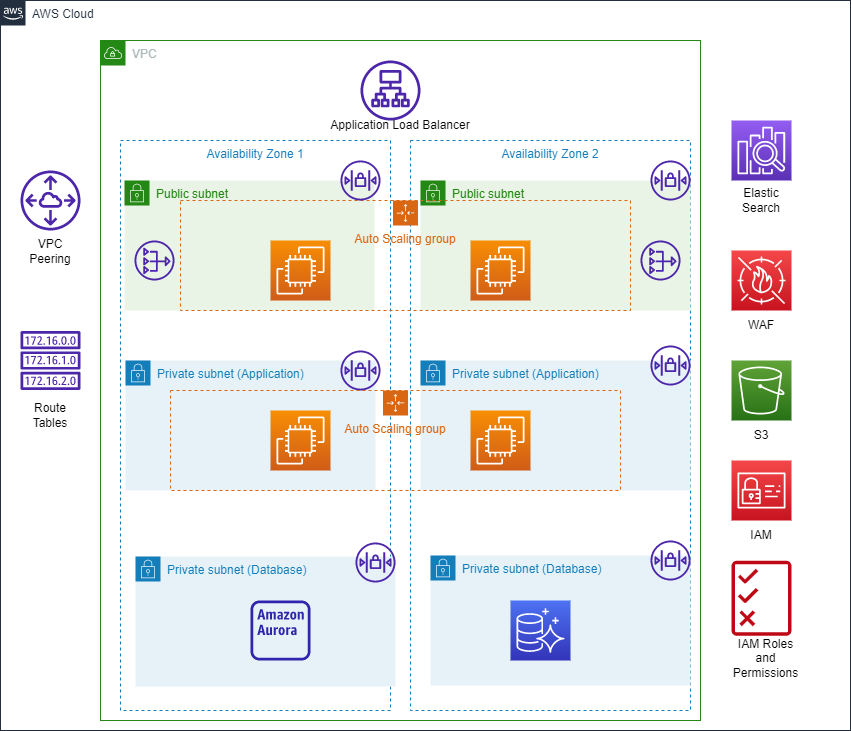 aws
AWS Cloud
VPC
Application Load Balancer
Availability Zone 1
Availability Zone 2
Public subnet
Public subnet
Auto Scaling group
VPC
Peering
Elastic
Search
WAF
172.16.0.0
172.16.1.0
172.16.2.0
Route
Tables
Private subnet (Application)
Private subnet (Application)
Auto Scaling group
S3
IAM
Private subnet (Database)
Private subnet (Database)
Amazon
Aurora
IAM Roles
and
Permissions